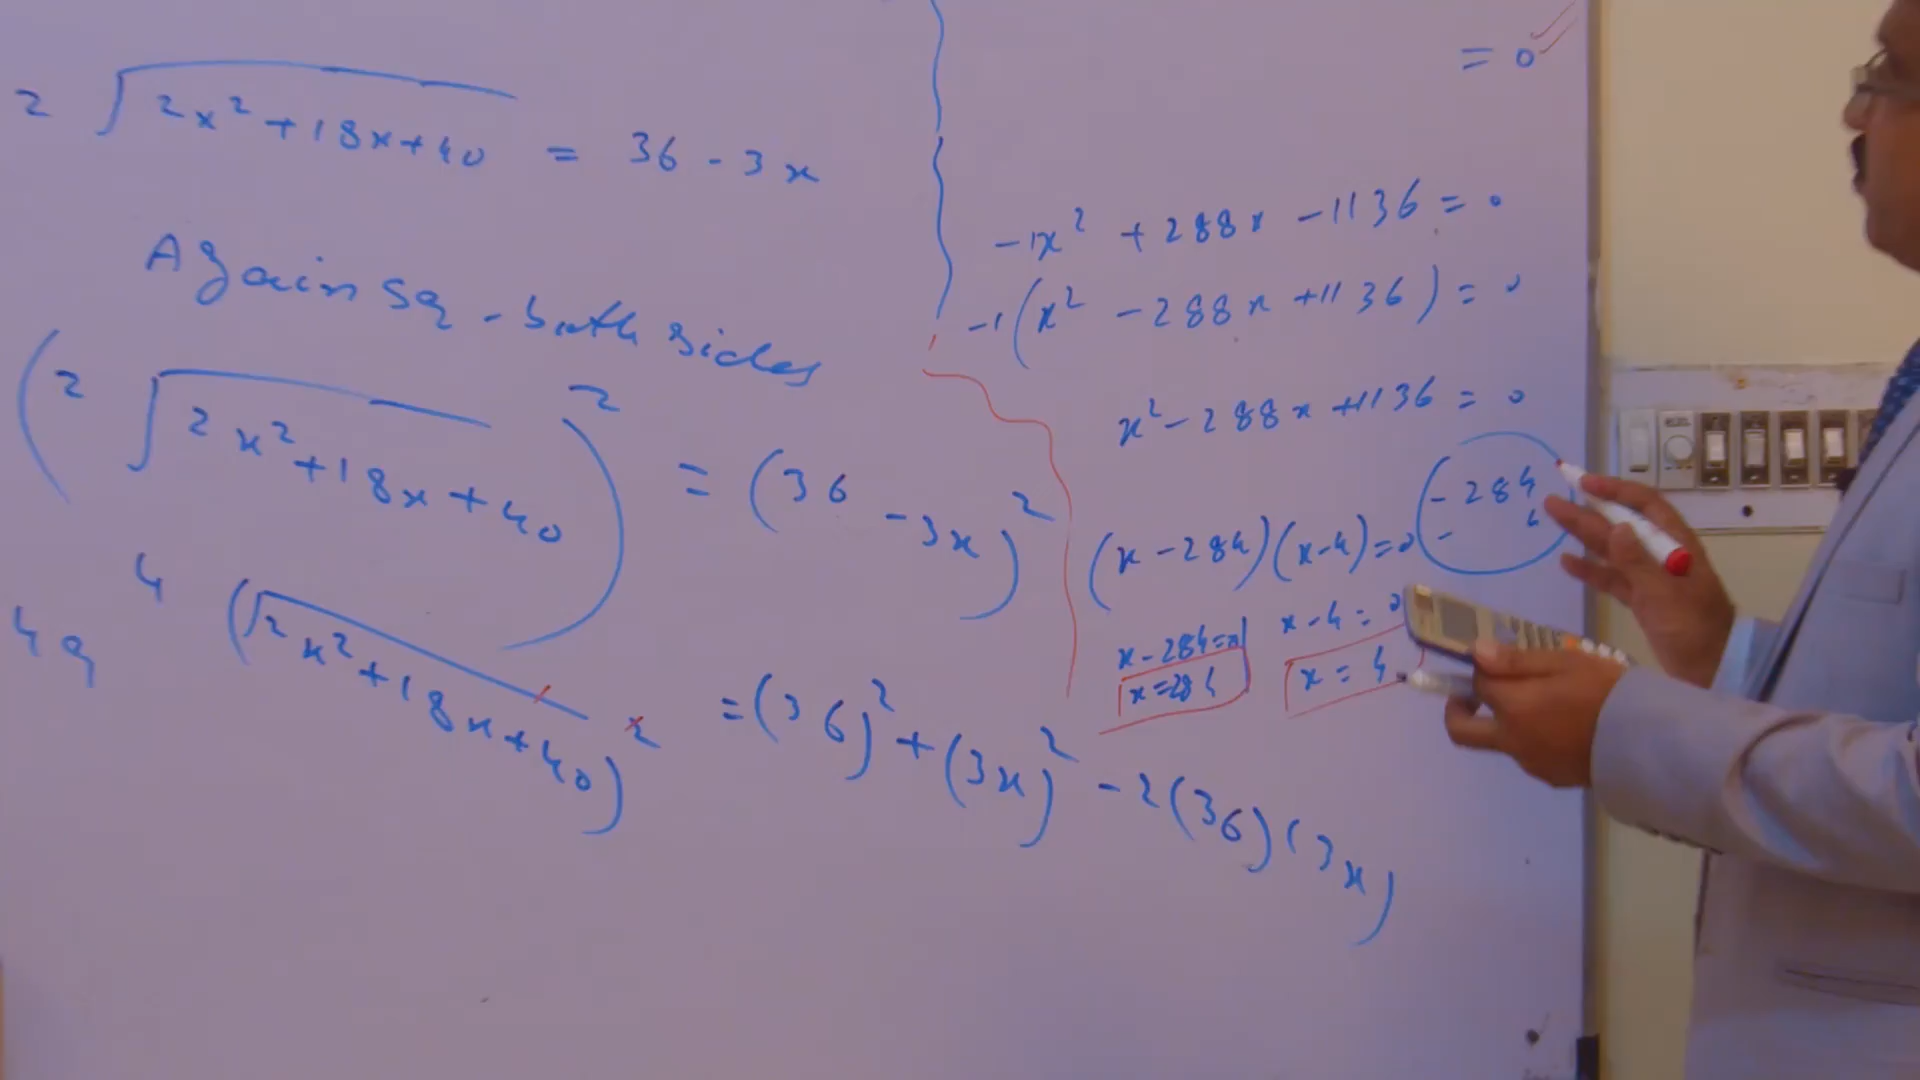 2 √(2x² + 18x + 40) = 36 - 3x
Again sq - both sides
(2 √(2x² + 18x + 40))² = (36 - 3x)²
4 (√(2x² + 18x + 40))² = (36)² + (3x)² - 2(36)(3x)
= 0
-1x² + 288x - 1136 = 0
-1(x² - 288x + 1136) = 0
x² - 288x + 1136 = 0
(x - 284)(x - 4) = 0
- 284
x - 284 = 0
x - 4 = 0
x = 284
x = 4